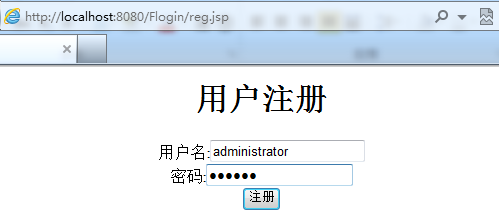 http://localhost:8080/Flogin/reg.jsp
用户注册
用户名:administrator
密码:••••••
注册